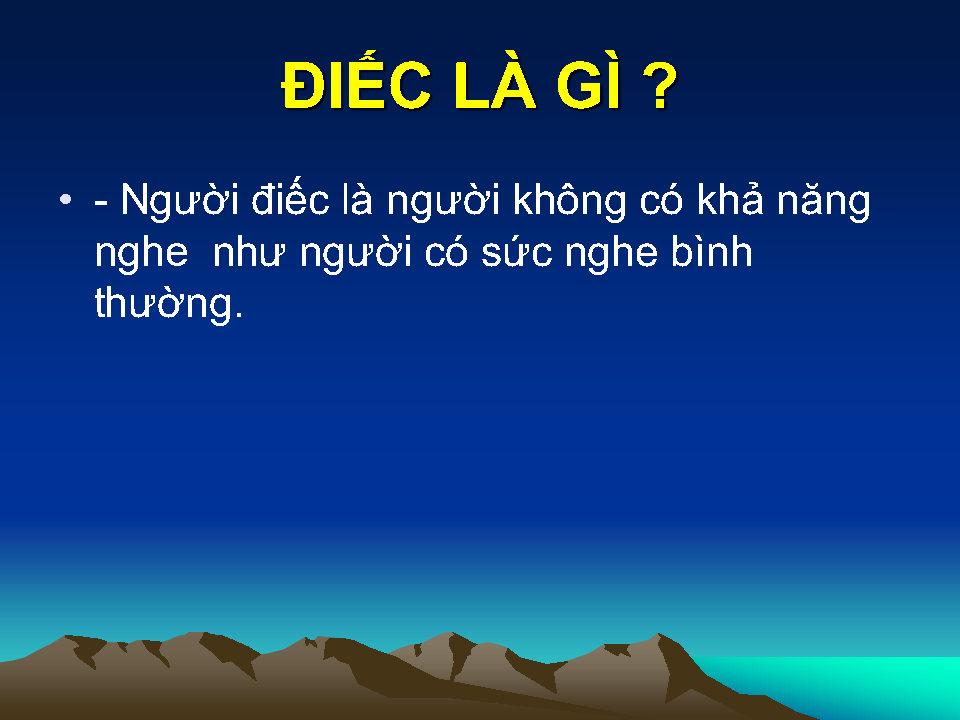 ĐIẾC LÀ GÌ ?
• - Người điếc là người không có khả năng
nghe  như người có sức nghe bình
thường.